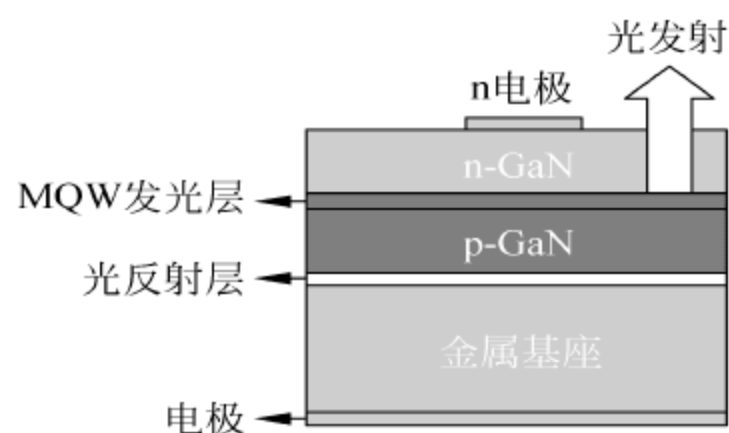 光发射
n电极
n-GaN
MQW发光层
p-GaN
光反射层
金属基座
电极